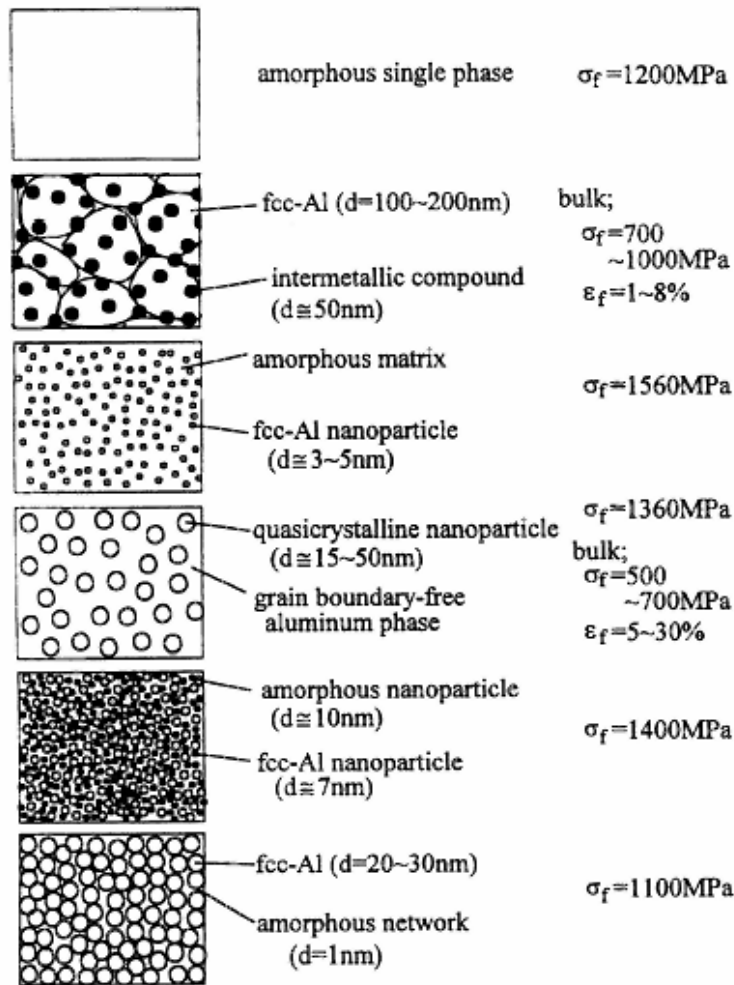 amorphous single phase σf=1200MPa
fcc-Al (d=100~200nm) bulk;
σf=700
~1000MPa
intermetallic compound εf=1~8%
(d≅50nm)
amorphous matrix
σf=1560MPa
fcc-Al nanoparticle
(d≅3~5nm)
σf=1360MPa
quasicrystalline nanoparticle
(d≅15~50nm) bulk;
σf=500
grain boundary-free ~700MPa
aluminum phase εf=5~30%
amorphous nanoparticle
(d≅10nm)
σf=1400MPa
fcc-Al nanoparticle
(d≅7nm)
fcc-Al (d=20~30nm)
σf=1100MPa
amorphous network
(d=1nm)